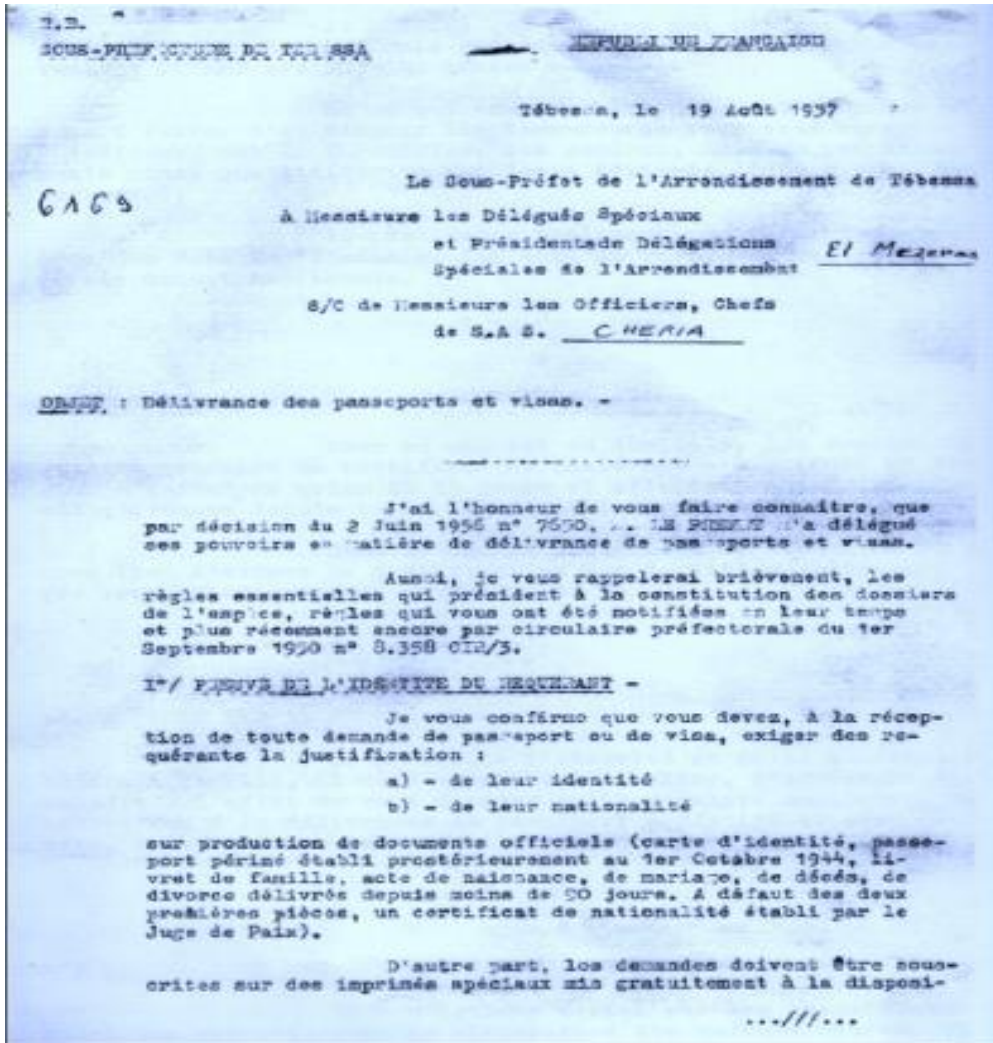 SOUS-PREFECTURE DE TEBESSA
REPUBLIQUE FRANCAISE
Tébessa, le 19 Août 1957
Le Sous-Préfet de l'Arrondissement de Tébessa
6169
A Messieurs les Délégués Spéciaux
et Présidents de Délégations
Spéciales de l'Arrondissement
El
S/C de Messieurs les Officiers, Chefs
de S.A.S. CHERIA
OBJET : Délivrance des passeports et visas. -
J'ai l'honneur de vous faire connaître, que
par décision du 2 Juin 1956 n° LE PREFET m'a délégué
ses pouvoirs en matière de délivrance de passeports et visas.
Aussi, je vous rappelerai brièvement, les
règles essentielles qui président à la constitution des dossiers
de l'espèce, règles qui vous ont été notifiées en leur temps
et plus récemment encore par circulaire préfectorale du 1er
Septembre n° 8.358
I°/ PREUVE DE L'IDENTITE DU REQUERANT -
Je vous confirme que vous devez, à la récep-
tion de toute demande de passeport ou de visa, exiger des re-
quérants la justification :
a) - de leur identité
b) - de leur nationalité
sur production de documents officiels (carte d'identité, passe-
port périmé établi prostérieurement au 1er Octobre 1944, li-
vret de famille, acte de naissance, de mariage, de décés, de
divorce délivrés depuis moins de 90 jours. A défaut des deux
premières pièces, un certificat de nationalité établi par le
Juge de Paix).
D'autre part, les demandes doivent être sous-
crites sur des imprimés spéciaux mis gratuitement à la disposi-
...///...